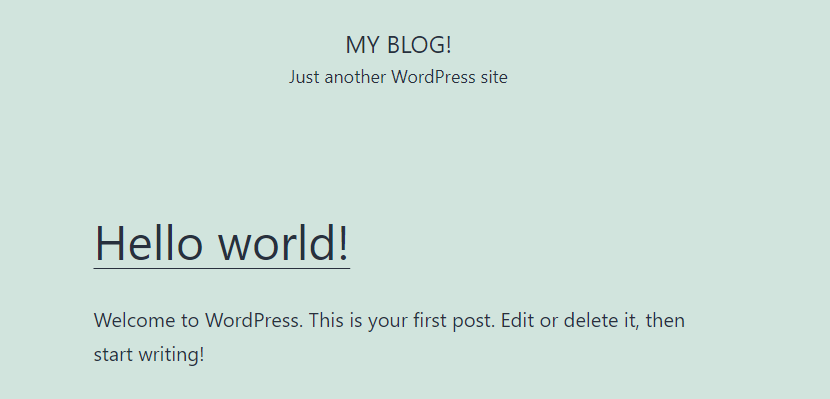 MY BLOG!
Just another WordPress site
Hello world!
Welcome to WordPress. This is your first post. Edit or delete it, then
start writing!